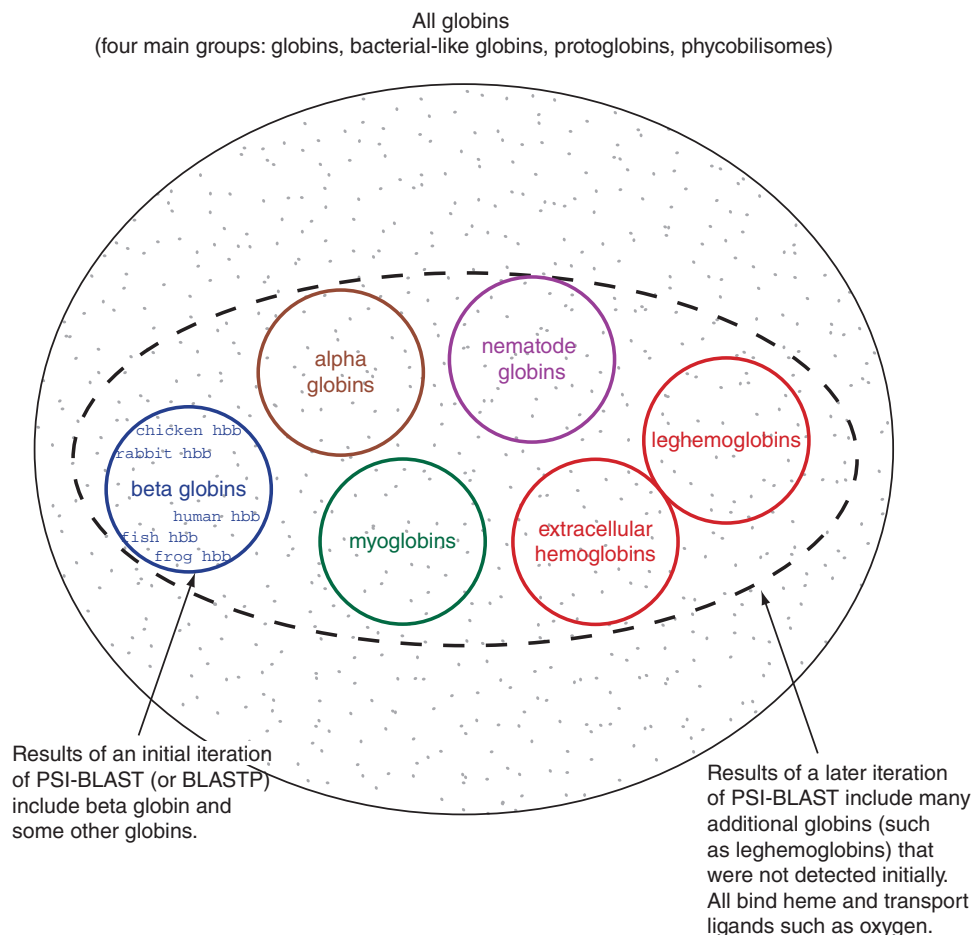 All globins
(four main groups: globins, bacterial-like globins, protoglobins, phycobilisomes)
alpha
globins
nematode
globins
leghemoglobins
chicken hbb
rabbit hbb
beta globins
human hbb
fish hbb
frog hbb
myoglobins
extracellular
hemoglobins
Results of an initial iteration
of PSI-BLAST (or BLASTP)
include beta globin and
some other globins.
Results of a later iteration
of PSI-BLAST include many
additional globins (such
as leghemoglobins) that
were not detected initially.
All bind heme and transport
ligands such as oxygen.